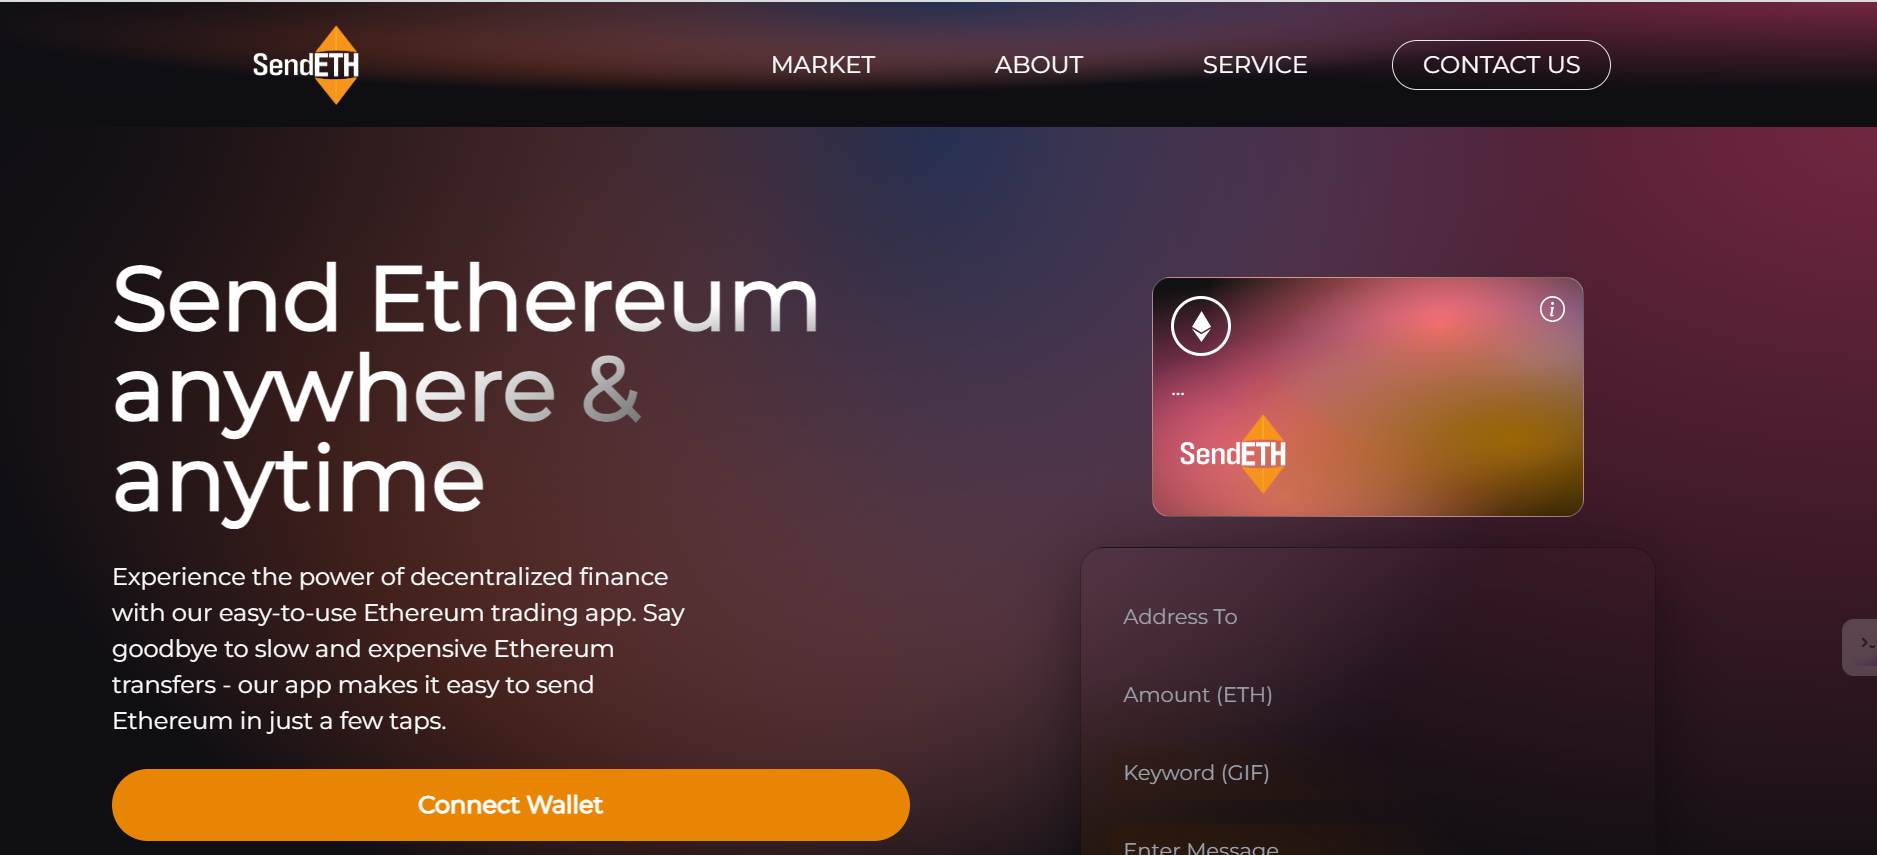 SendETH
MARKET
ABOUT
SERVICE
CONTACT US
Send Ethereum
anywhere &
anytime
Experience the power of decentralized finance
with our easy-to-use Ethereum trading app. Say
goodbye to slow and expensive Ethereum
transfers - our app makes it easy to send
Ethereum in just a few taps.
Connect Wallet
i
...
SendETH
Address To
Amount (ETH)
Keyword (GIF)
Enter Message